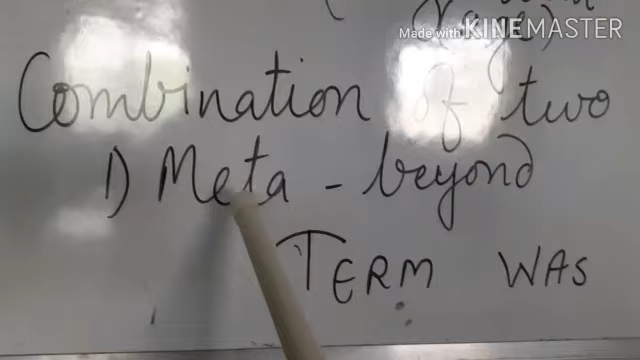 Made with KINEMASTER
Combination of two
1) Meta - beyond
TERM WAS